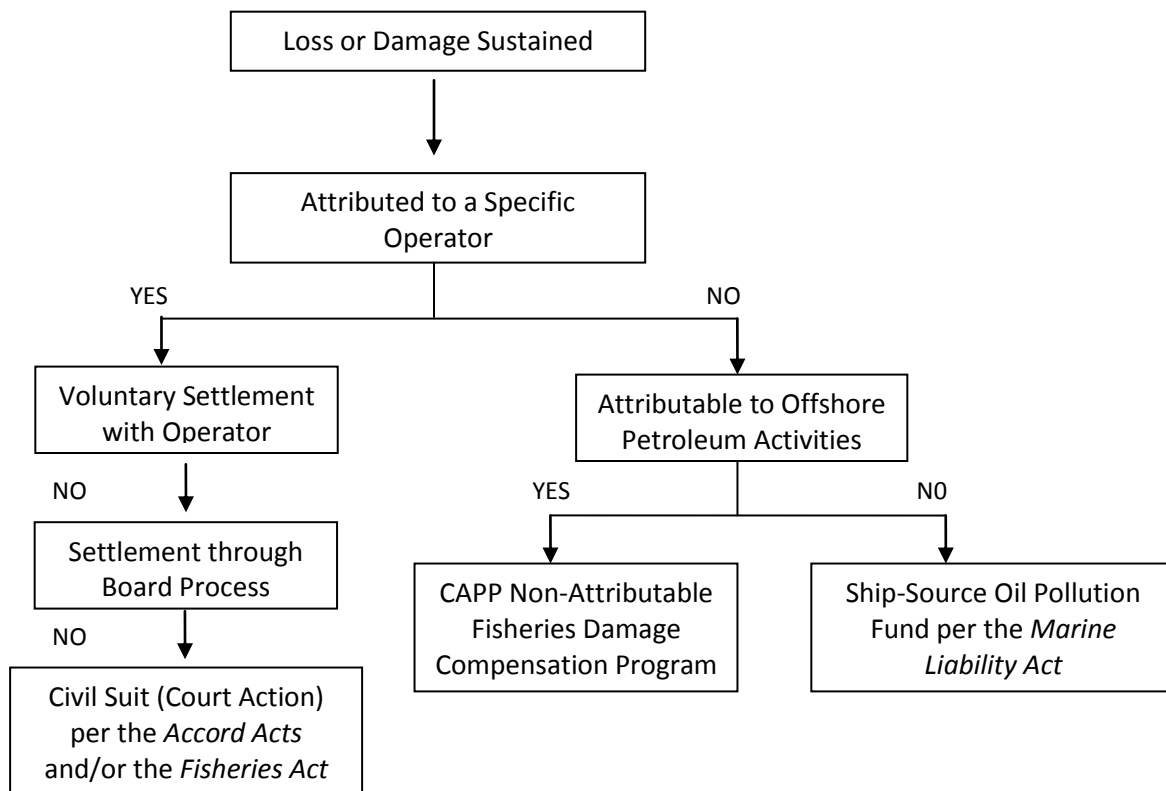 Loss or Damage Sustained
Attributed to a Specific
Operator
YES
NO
Voluntary Settlement
with Operator
Attributable to Offshore
Petroleum Activities
NO
YES
N0
Settlement through
Board Process
CAPP Non-Attributable
Fisheries Damage
Compensation Program
Ship-Source Oil Pollution
Fund per the Marine
Liability Act
NO
Civil Suit (Court Action)
per the Accord Acts
and/or the Fisheries Act